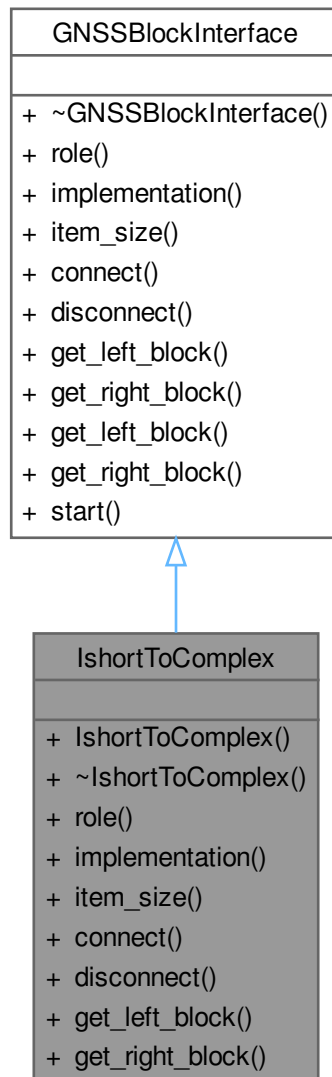 GNSSBlockInterface
+ ~GNSSBlockInterface()
+ role()
+ implementation()
+ item_size()
+ connect()
+ disconnect()
+ get_left_block()
+ get_right_block()
+ get_left_block()
+ get_right_block()
+ start()
IshortToComplex
+ IshortToComplex()
+ ~IshortToComplex()
+ role()
+ implementation()
+ item_size()
+ connect()
+ disconnect()
+ get_left_block()
+ get_right_block()